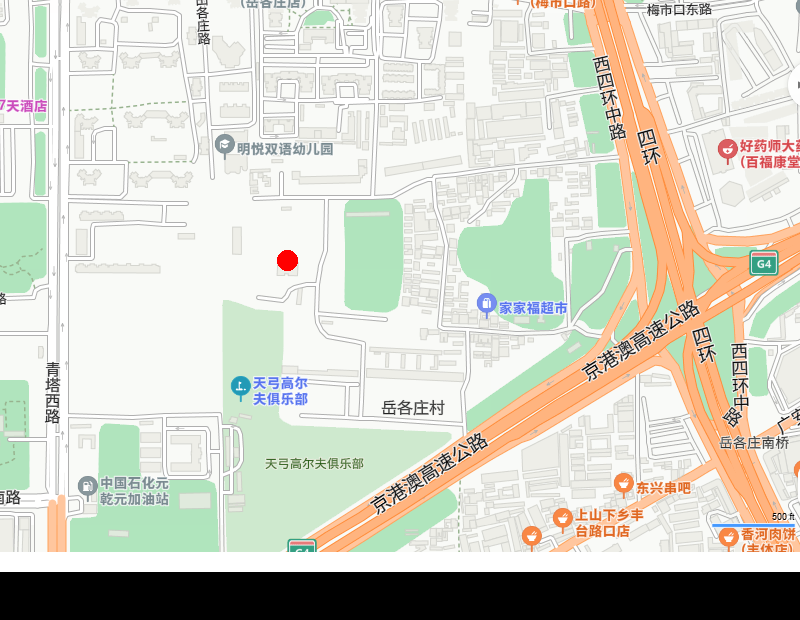 (岳各庄店)
(梅市口路)
梅市口东路
岳各庄路
7天酒店
西四环中路
四环
明悦双语幼儿园
好药师大药
(百福康堂
G4
家家福超市
京港澳高速公路
四环
西四环中路
青塔西路
天弓高尔
夫俱乐部
岳各庄村
广安
岳各庄南桥
天弓高尔夫俱乐部
京港澳高速公路
中国石化元
乾元加油站
西路
东兴串吧
上山下乡丰
台路口店
500 ft
香河肉饼
(丰体店)
G4